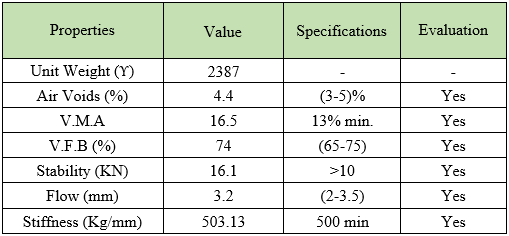 Properties Value Specifications Evaluation
Unit Weight (ϒ) 2387 - -
Air Voids (%) 4.4 (3-5)% Yes
V.M.A 16.5 13% min. Yes
V.F.B (%) 74 (65-75) Yes
Stability (KN) 16.1 >10 Yes
Flow (mm) 3.2 (2-3.5) Yes
Stiffness (Kg/mm) 503.13 500 min Yes